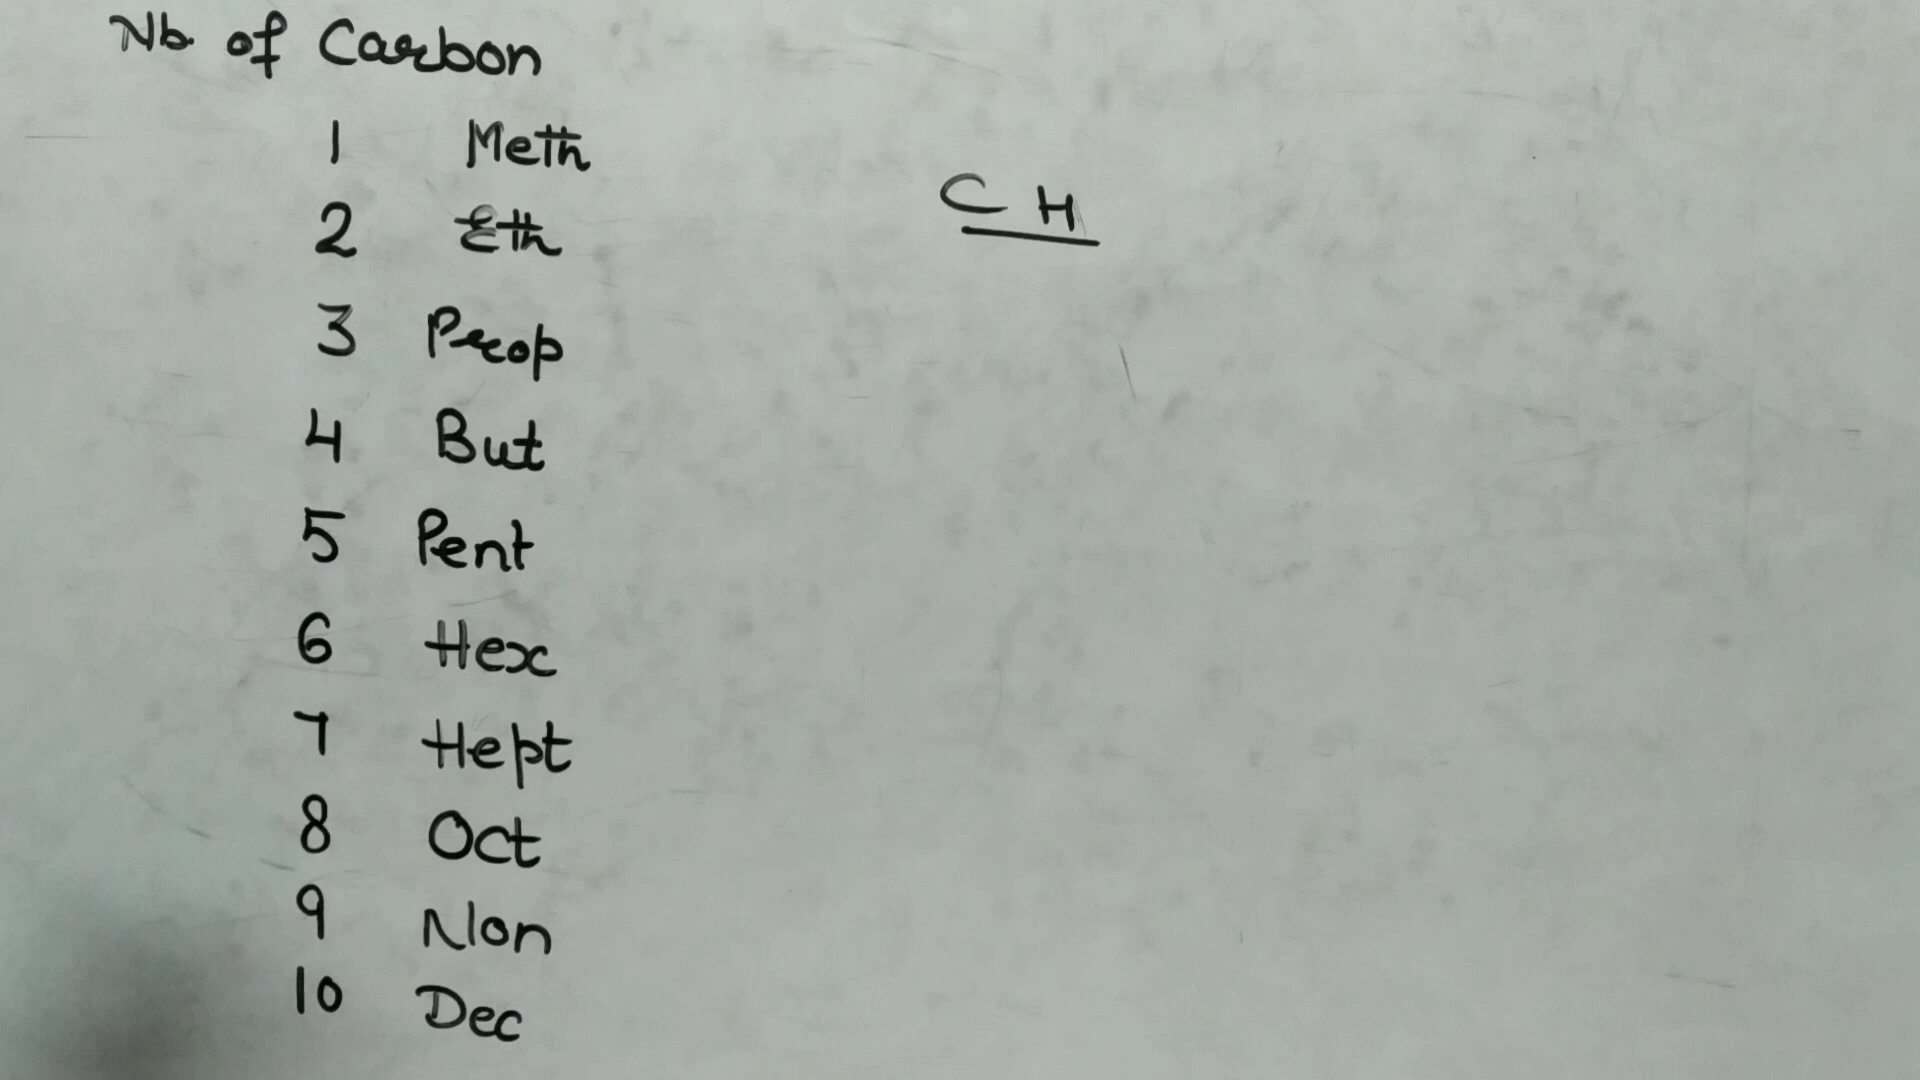 Nb. of Carbon
1 Meth
2 Eth
3 Prop
4 But
5 Pent
6 Hex
7 Hept
8 Oct
9 Non
10 Dec
C H